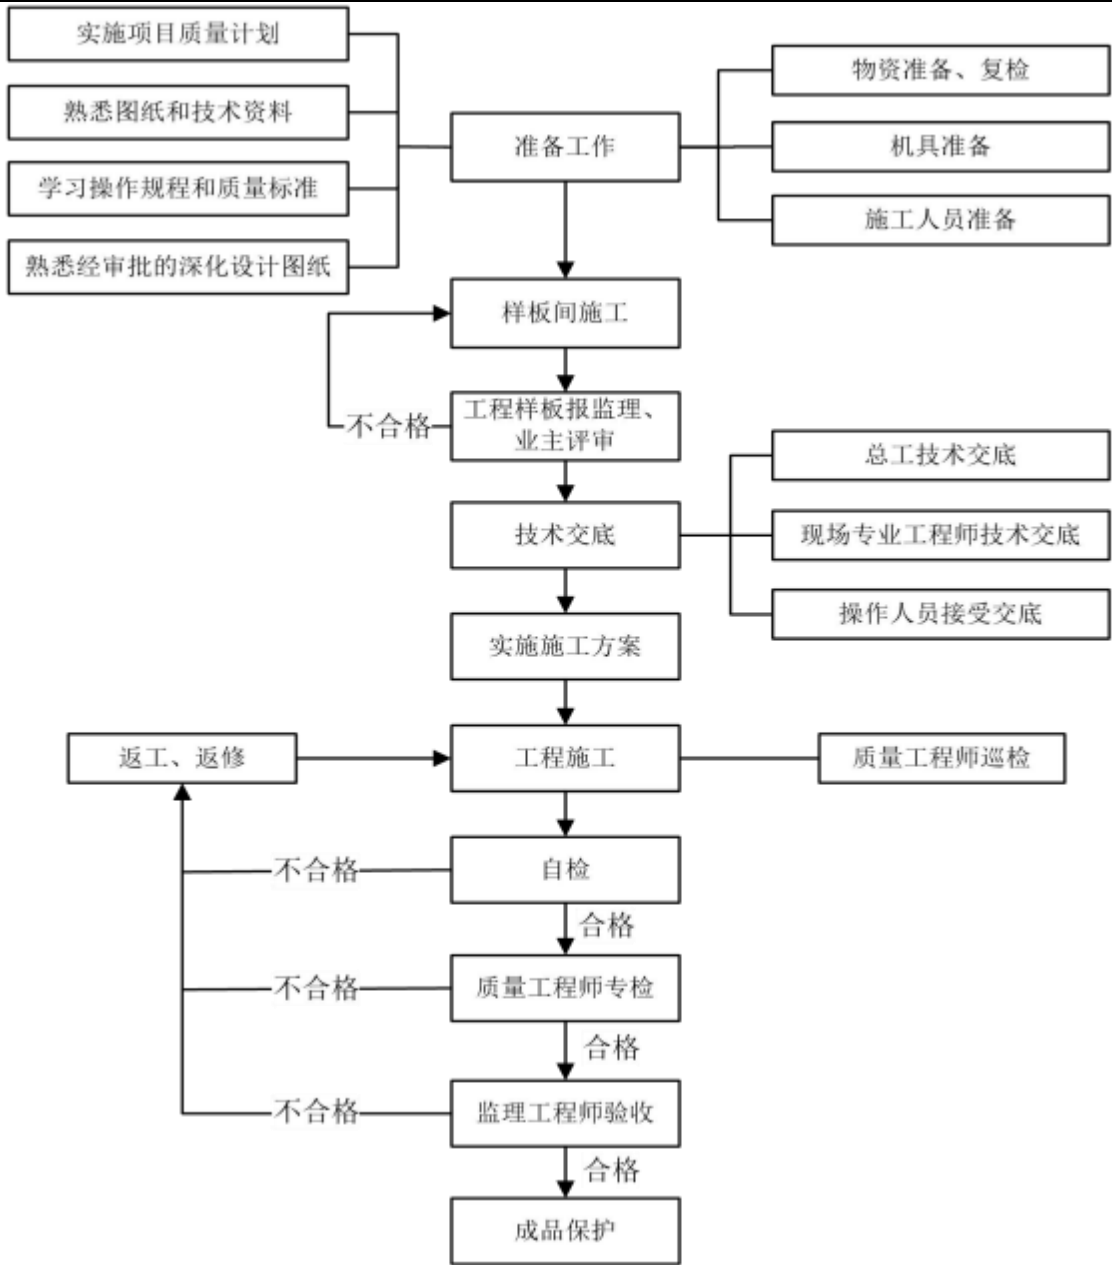 实施项目质量计划
物资准备、复检
熟悉图纸和技术资料
准备工作
机具准备
学习操作规程和质量标准
施工人员准备
熟悉经审批的深化设计图纸
样板间施工
不合格
工程样板报监理、
业主评审
总工技术交底
技术交底
现场专业工程师技术交底
操作人员接受交底
实施施工方案
返工、返修
工程施工
质量工程师巡检
不合格
自检
合格
不合格
质量工程师专检
合格
不合格
监理工程师验收
合格
成品保护